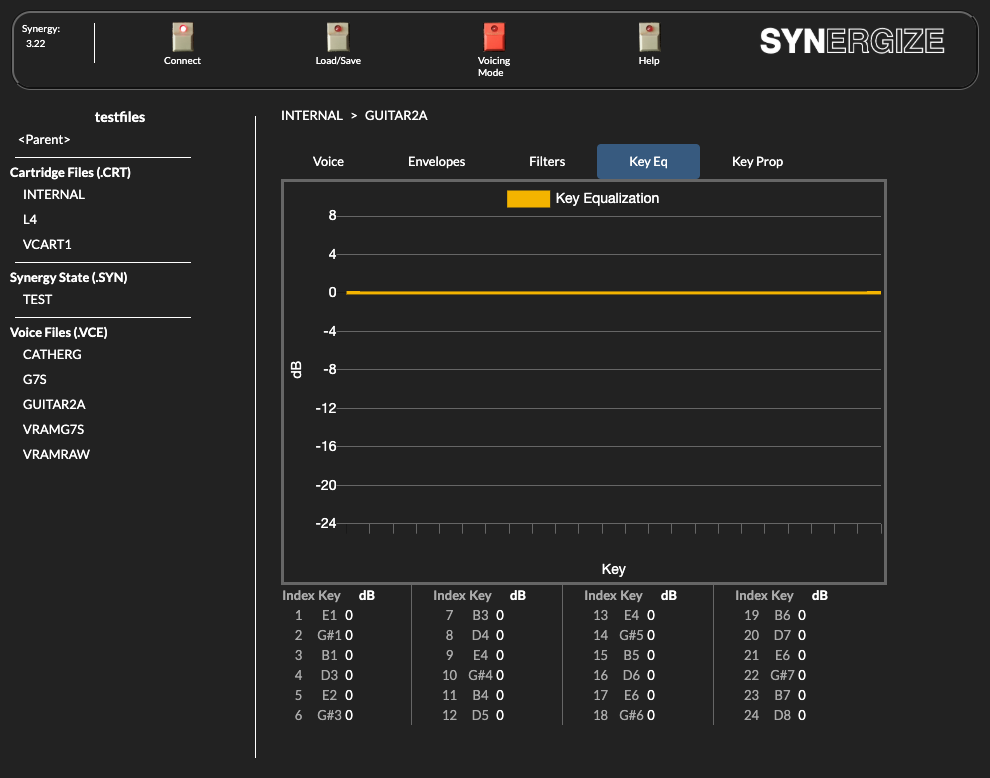 Synergy:
3.22
Connect
Load/Save
Voicing
Mode
Help
SYNERGIZE
testfiles
<Parent>
Cartridge Files (.CRT)
INTERNAL
L4
VCART1
Synergy State (.SYN)
TEST
Voice Files (.VCE)
CATHERG
G7S
GUITAR2A
VRAMG7S
VRAMRAW
INTERNAL > GUITAR2A
Voice Envelopes Filters Key Eq Key Prop
Key Equalization
8
4
0
-4
-8
-12
-16
-20
-24
dB
Key
Index Key dB Index Key dB Index Key dB Index Key dB
1 E1 0 7 B3 0 13 E4 0 19 B6 0
2 G#1 0 8 D4 0 14 G#5 0 20 D7 0
3 B1 0 9 E4 0 15 B5 0 21 E6 0
4 D3 0 10 G#4 0 16 D6 0 22 G#7 0
5 E2 0 11 B4 0 17 E6 0 23 B7 0
6 G#3 0 12 D5 0 18 G#6 0 24 D8 0